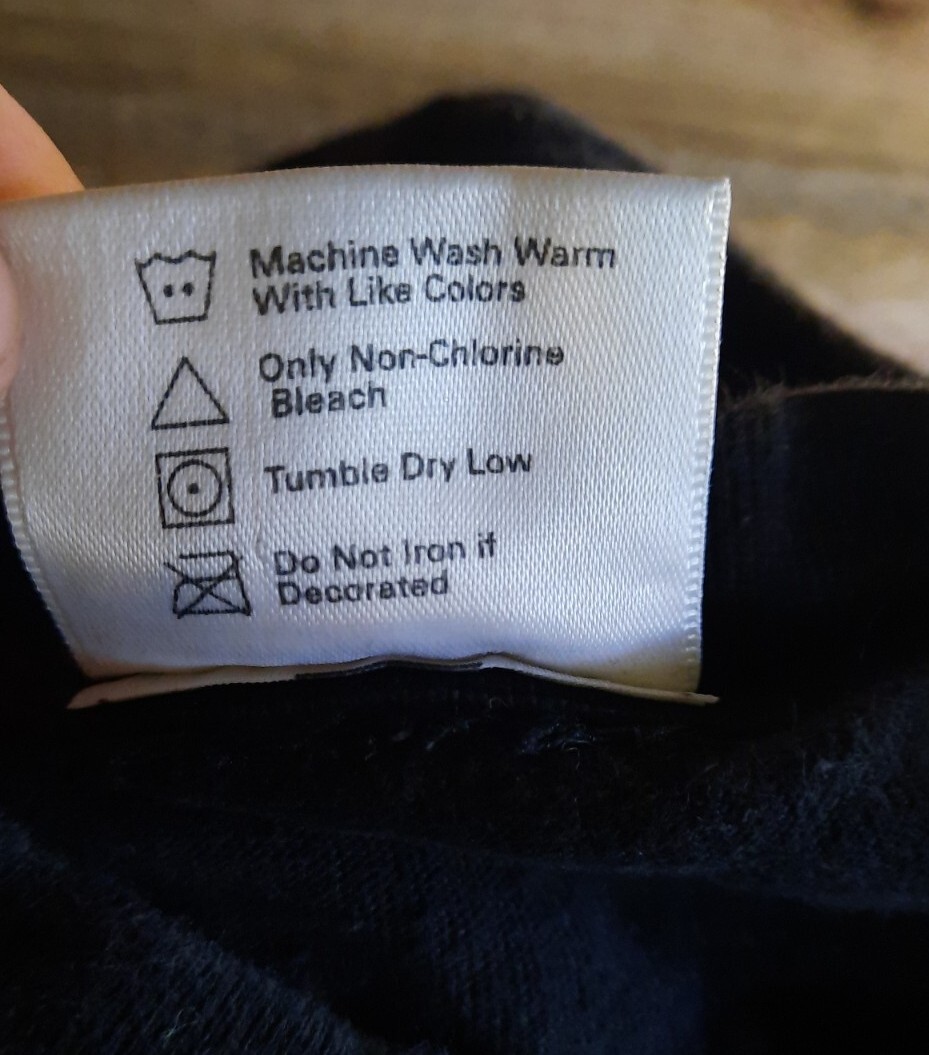 Machine Wash Warm
With Like Colors
Only Non-Chlorine
Bleach
Tumble Dry Low
Do Not Iron if
Decorated